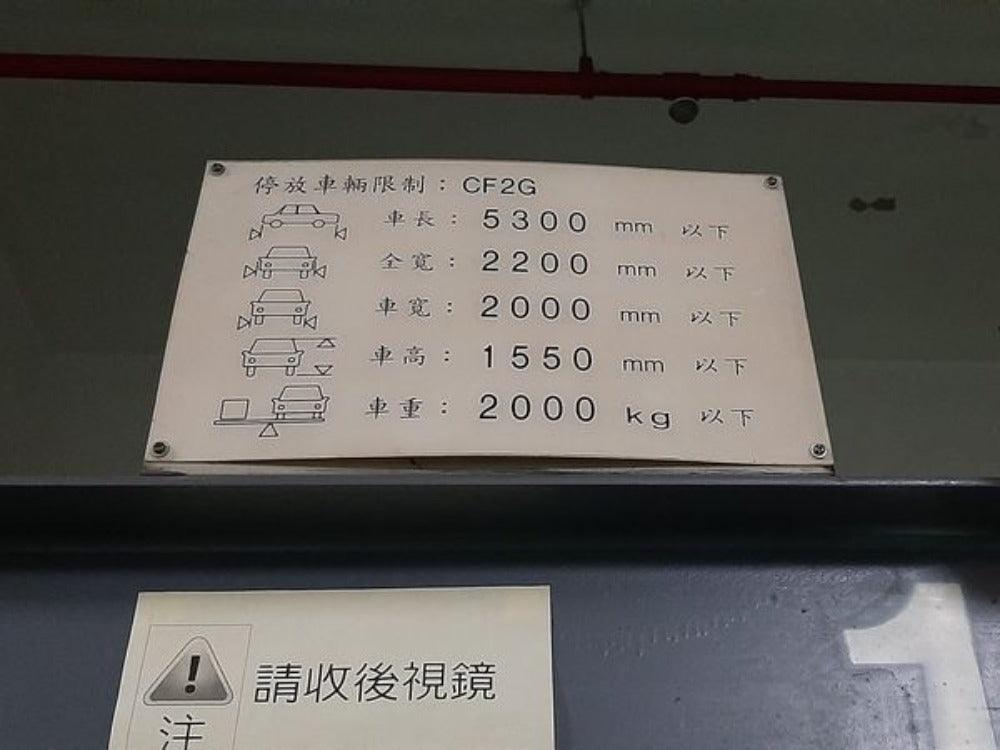 停放車輛限制：CF2G
車長：5300 mm 以下
全寬：2200 mm 以下
車寬：2000 mm 以下
車高：1550 mm 以下
車重：2000 kg 以下
請收後視鏡
注
1